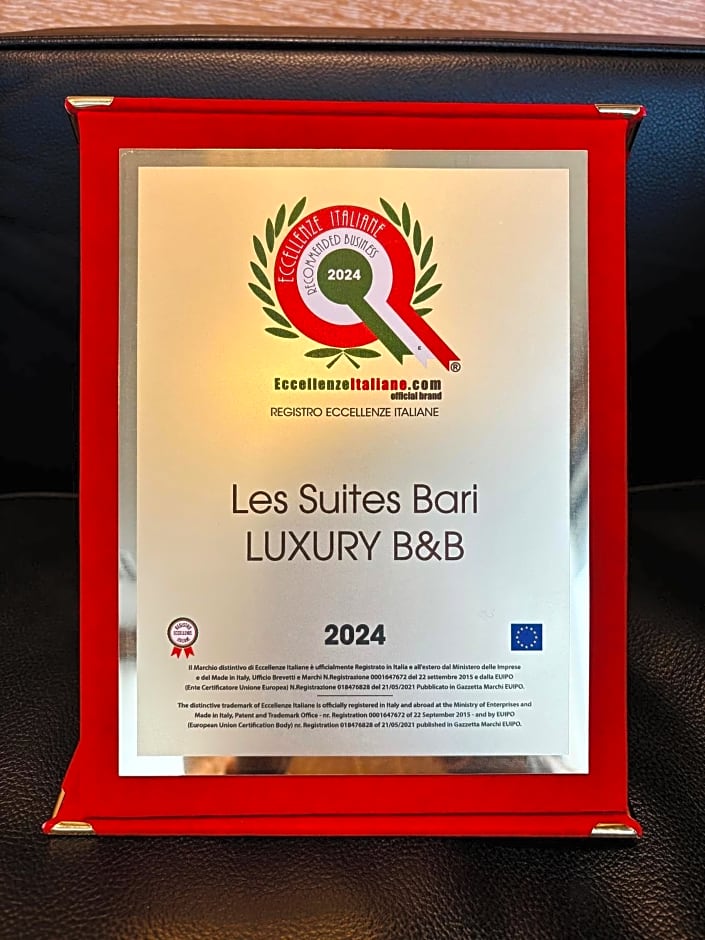 ECCELLENZE ITALIANE
RECOMMENDED BUSINESS
2024
®
EccellenzeItaliane.com
official brand
REGISTRO ECCELLENZE ITALIANE
Les Suites Bari
LUXURY B&B
REGISTRO
ECCELLENZE
ITALIANE
2024
Il Marchio distintivo di Eccellenze Italiane è ufficialmente Registrato in Italia e all'estero dal Ministero delle Imprese
e del Made in Italy, Ufficio Brevetti e Marchi N.Registrazione 0001647672 del 22 settembre 2015 e dalla EUIPO
(Ente Certificatore Unione Europea) N.Registrazione 018476828 del 21/05/2021 Pubblicato in Gazzetta Marchi EUIPO.
The distinctive trademark of Eccellenze Italiane is officially registered in Italy and abroad at the Ministry of Enterprises and
Made in Italy, Patent and Trademark Office - nr. Registration 0001647672 of 22 September 2015 - and by EUIPO
(European Union Certification Body) nr. Registration 018476828 of 21/05/2021 published in Gazzetta Marchi EUIPO.